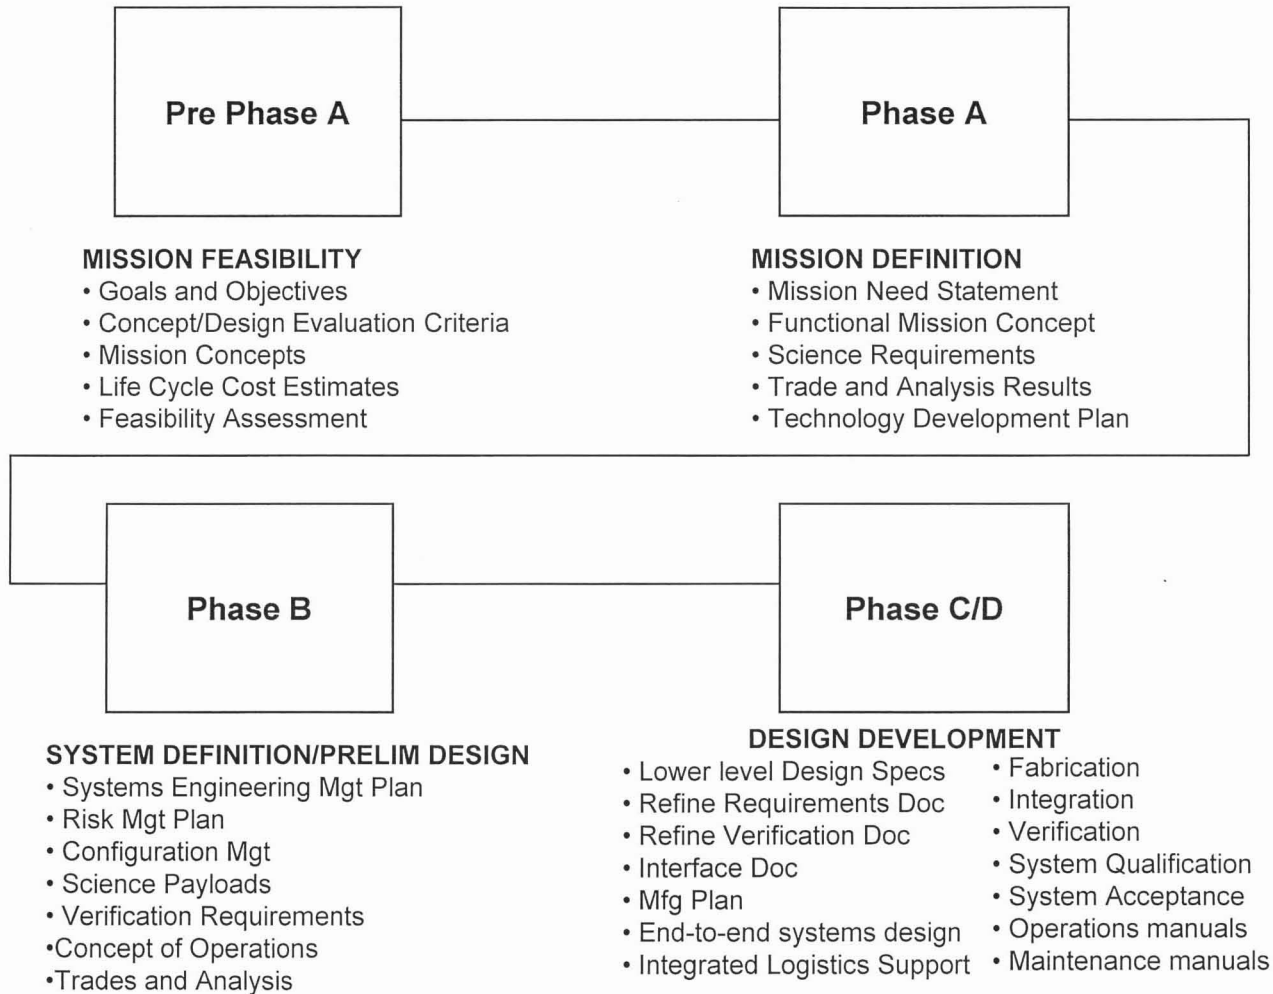 Pre Phase A
MISSION FEASIBILITY
• Goals and Objectives
• Concept/Design Evaluation Criteria
• Mission Concepts
• Life Cycle Cost Estimates
• Feasibility Assessment
Phase A
MISSION DEFINITION
• Mission Need Statement
• Functional Mission Concept
• Science Requirements
• Trade and Analysis Results
• Technology Development Plan
Phase B
SYSTEM DEFINITION/PRELIM DESIGN
• Systems Engineering Mgt Plan
• Risk Mgt Plan
• Configuration Mgt
• Science Payloads
• Verification Requirements
•Concept of Operations
•Trades and Analysis
Phase C/D
DESIGN DEVELOPMENT
• Lower level Design Specs
• Refine Requirements Doc
• Refine Verification Doc
• Interface Doc
• Mfg Plan
• End-to-end systems design
• Integrated Logistics Support
• Fabrication
• Integration
• Verification
• System Qualification
• System Acceptance
• Operations manuals
• Maintenance manuals